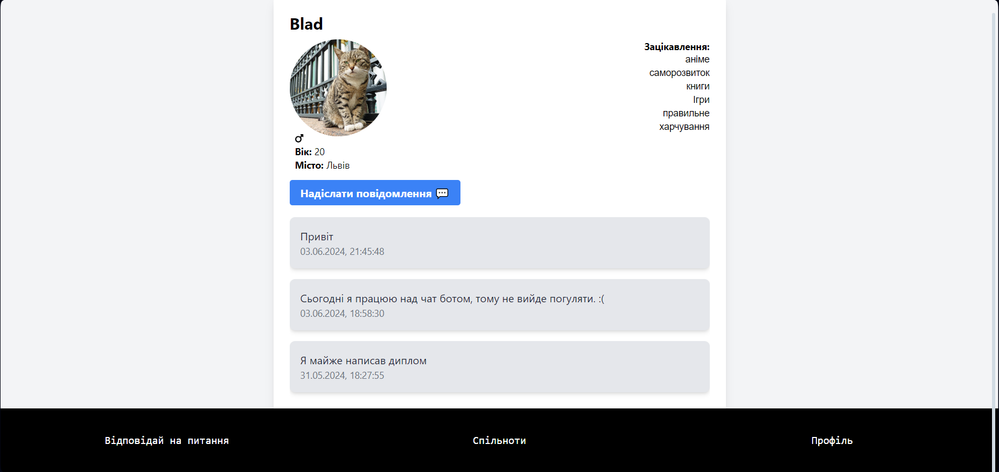 Blad
Зацікавлення:
аніме
саморозвиток
книги
Ігри
правильне
харчування
Вік: 20
Місто: Львів
Надіслати повідомлення
Привіт
03.06.2024, 21:45:48
Сьогодні я працюю над чат ботом, тому не вийде погуляти. :(
03.06.2024, 18:58:30
Я майже написав диплом
31.05.2024, 18:27:55
Відповідай на питання
Спільноти
Профіль